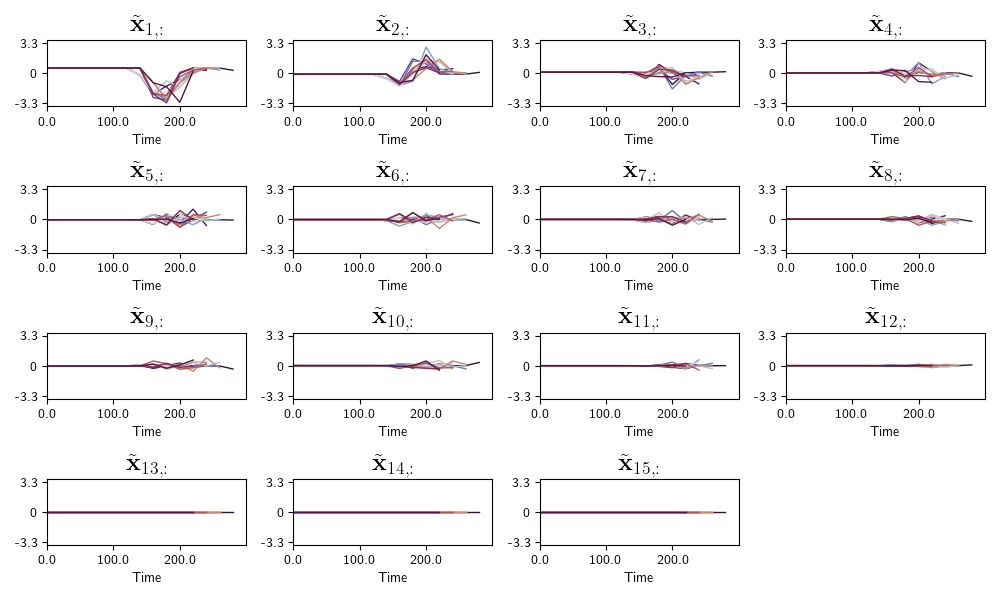 x̃₁,: x̃₂,: x̃₃,: x̃₄,:
3.3 3.3 3.3 3.3
0 0 0 0
-3.3 -3.3 -3.3 -3.3
0.0 100.0 200.0 0.0 100.0 200.0 0.0 100.0 200.0 0.0 100.0 200.0
Time Time Time Time
x̃₅,: x̃₆,: x̃₇,: x̃₈,:
3.3 3.3 3.3 3.3
0 0 0 0
-3.3 -3.3 -3.3 -3.3
0.0 100.0 200.0 0.0 100.0 200.0 0.0 100.0 200.0 0.0 100.0 200.0
Time Time Time Time
x̃₉,: x̃₁₀,: x̃₁₁,: x̃₁₂,:
3.3 3.3 3.3 3.3
0 0 0 0
-3.3 -3.3 -3.3 -3.3
0.0 100.0 200.0 0.0 100.0 200.0 0.0 100.0 200.0 0.0 100.0 200.0
Time Time Time Time
x̃₁₃,: x̃₁₄,: x̃₁₅,:
3.3 3.3 3.3
0 0 0
-3.3 -3.3 -3.3
0.0 100.0 200.0 0.0 100.0 200.0 0.0 100.0 200.0
Time Time Time